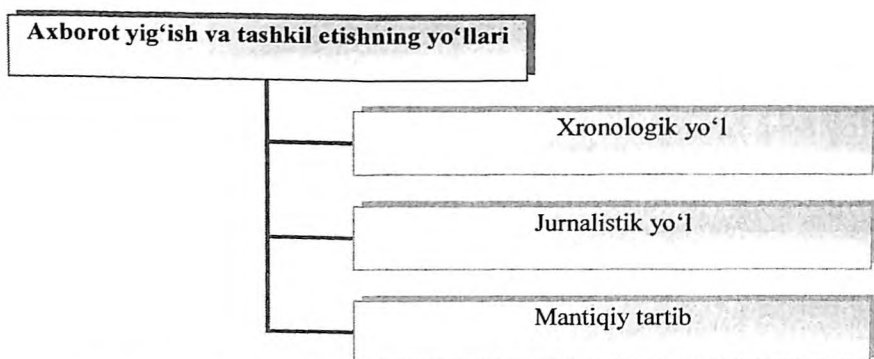 Axborot yig‘ish va tashkil etishning yo‘llari
Xronologik yo‘l
Jurnalistik yo‘l
Mantiqiy tartib